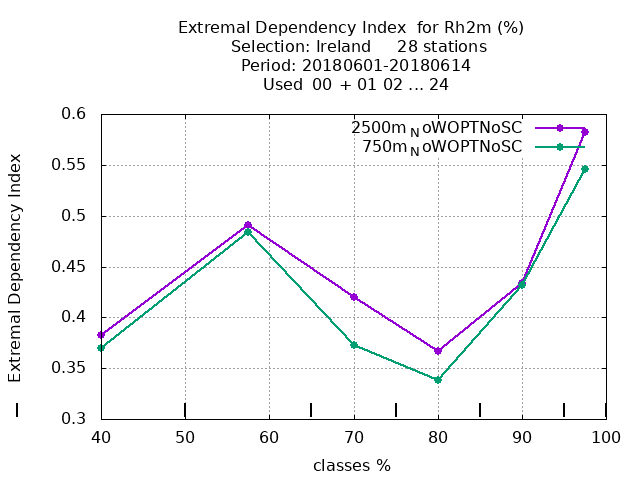 Extremal Dependency Index  for Rh2m (%)
Selection: Ireland     28 stations
Period: 20180601-20180614
Used  00 + 01 02 ... 24
2500m_NoWOPTNoSC
750m_NoWOPTNoSC
Extremal Dependency Index
0.6
0.55
0.5
0.45
0.4
0.35
0.3
40 50 60 70 80 90 100
classes %